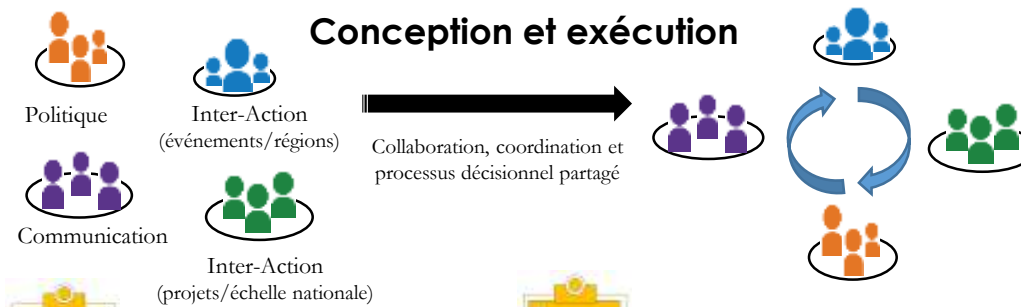 Conception et exécution
Politique
Inter-Action
(événements/régions)
Collaboration, coordination et
processus décisionnel partagé
Communication
Inter-Action
(projets/échelle nationale)